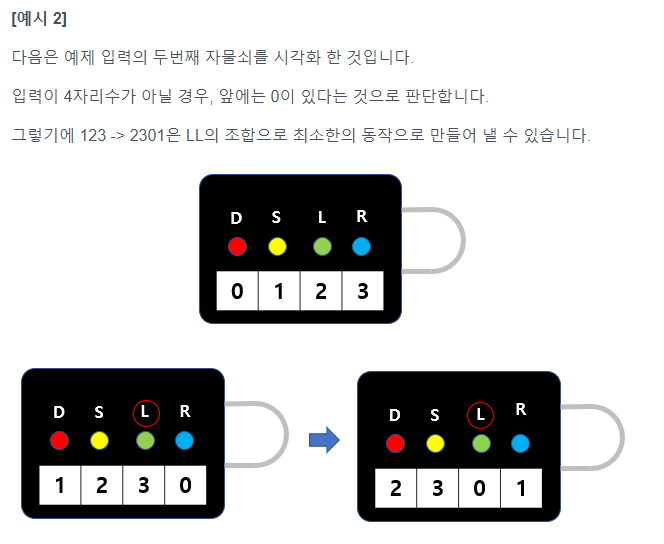 [예시 2]
다음은 예제 입력의 두번째 자물쇠를 시각화 한 것입니다.
입력이 4자리수가 아닐 경우, 앞에는 0이 있다는 것으로 판단합니다.
그렇기에 123 -> 2301은 LL의 조합으로 최소한의 동작으로 만들어 낼 수 있습니다.
D S L R
0 1 2 3
D S L R
1 2 3 0
D S L R
2 3 0 1